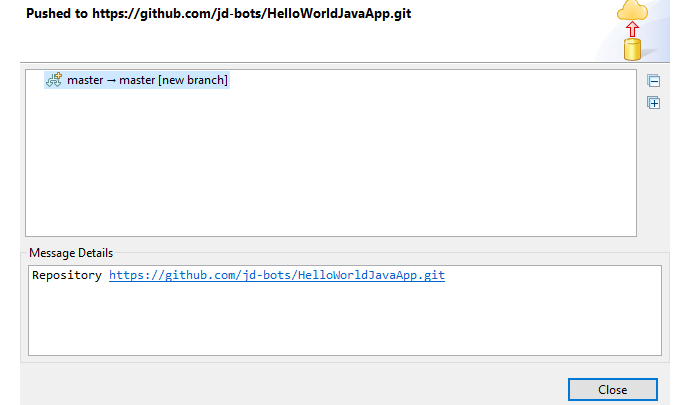 Pushed to https://github.com/jd-bots/HelloWorldJavaApp.git
master → master [new branch]
Message Details
Repository https://github.com/jd-bots/HelloWorldJavaApp.git
Close